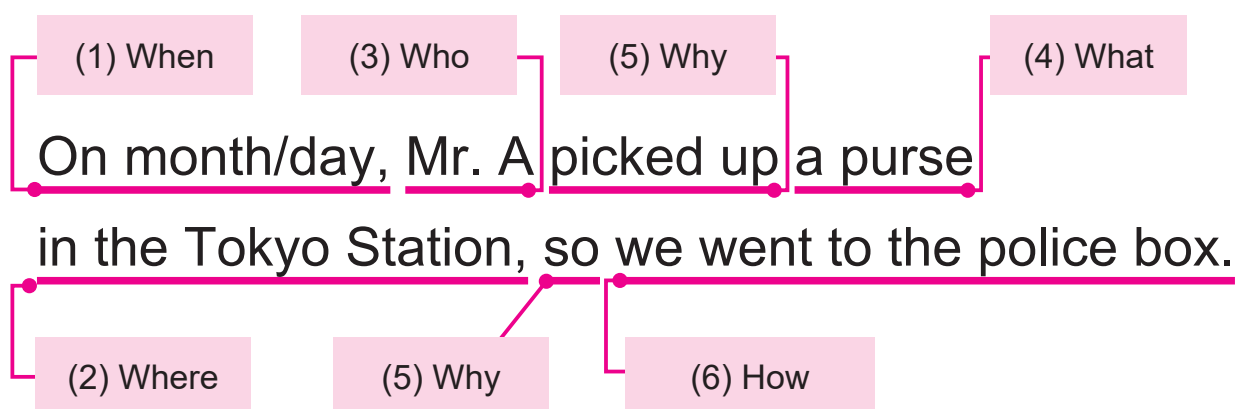 (1) When (3) Who (5) Why (4) What
On month/day, Mr. A picked up a purse
in the Tokyo Station, so we went to the police box.
(2) Where (5) Why (6) How